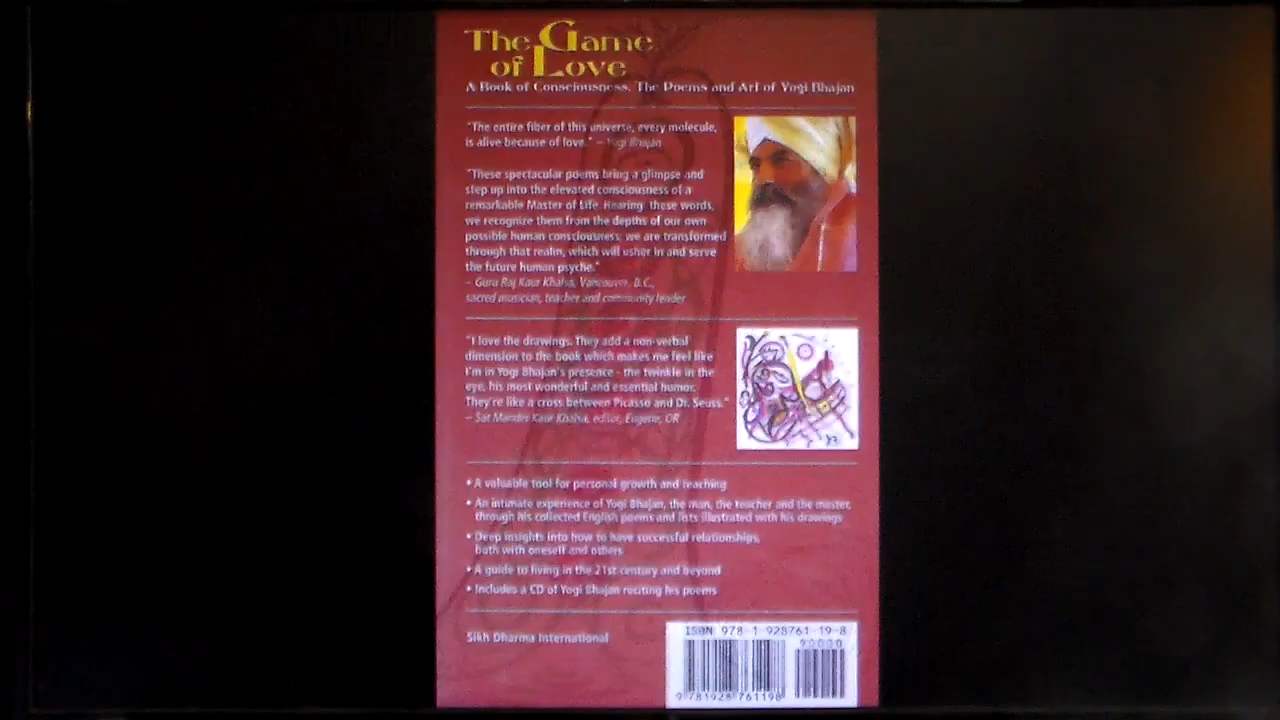 The Game
of Love
A Book of Consciousness, The Poems and Art of Yogi Bhajan
"The entire fiber of this universe, every molecule,
is alive because of love." – Yogi Bhajan
"These spectacular poems bring a glimpse and
step up into the elevated consciousness of a
remarkable Master of Life. Hearing these words,
we recognize them from the depths of our own
possible human consciousness; we are transformed
through that realm, which will usher in and serve
the future human psyche."
– Guru Raj Kaur Khalsa, Vancouver, B.C.,
sacred musician, teacher and community leader
"I love the drawings. They add a non-verbal
dimension to the book which makes me feel like
I'm in Yogi Bhajan's presence - the twinkle in the
eye, his most wonderful and essential humor.
They're like a cross between Picasso and Dr. Seuss."
– Sat Mander Kaur Khalsa, editor, Eugene, OR
• A valuable tool for personal growth and teaching
• An intimate experience of Yogi Bhajan, the man, the teacher and the master,
through his collected English poems and lists illustrated with his drawings
• Deep insights into how to have successful relationships,
both with oneself and others
• A guide to living in the 21st century and beyond
• Includes a CD of Yogi Bhajan reciting his poems
Sikh Dharma International
ISBN 978-1-928761-19-8
90000
9 781928 761198